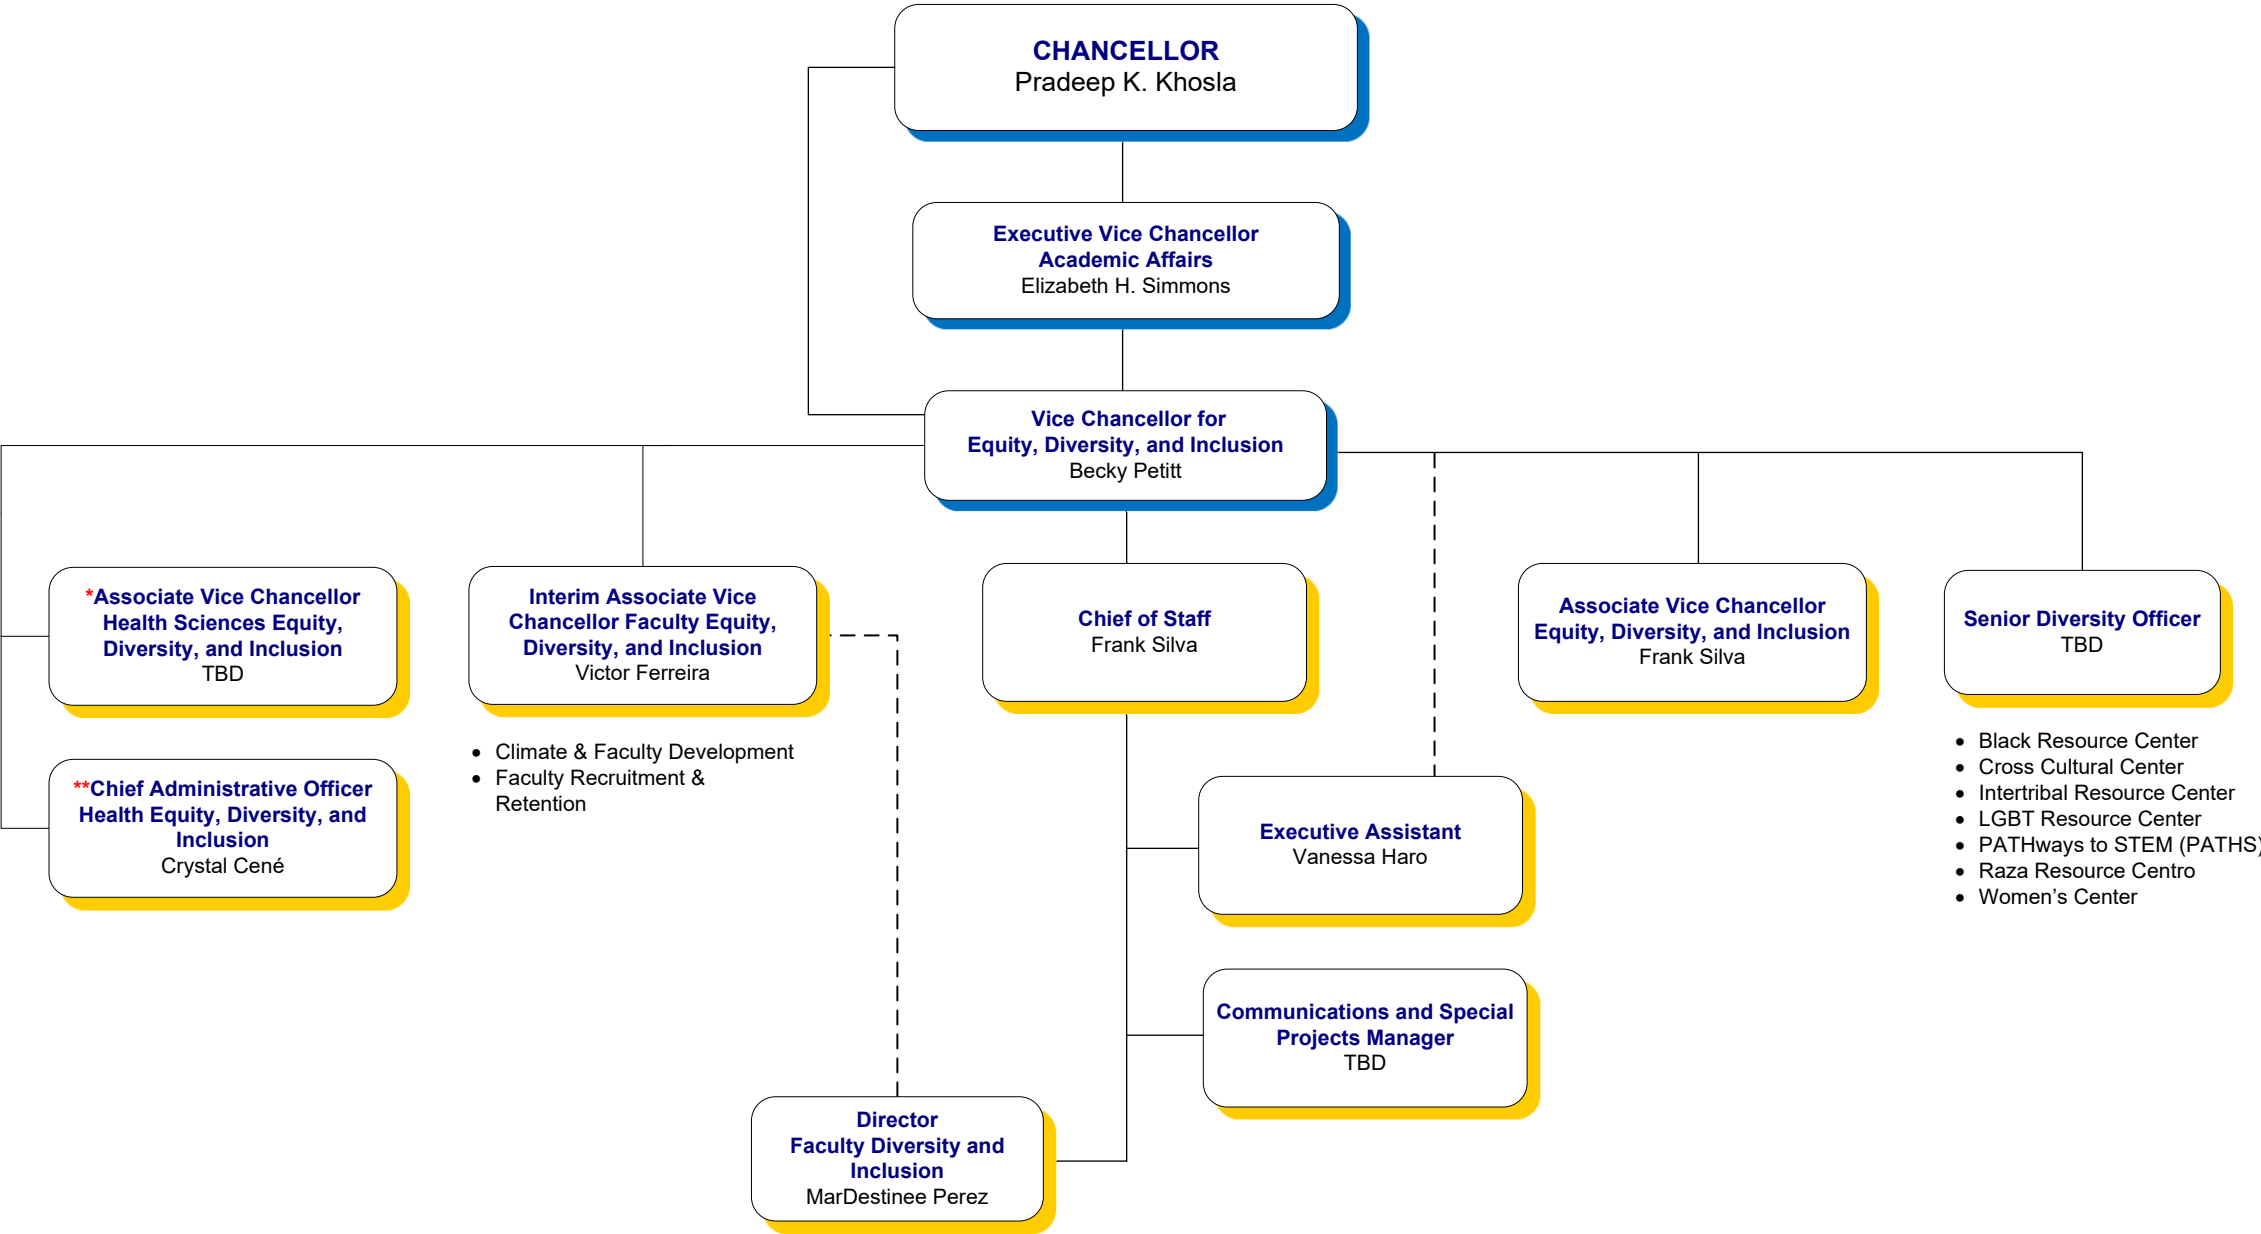 CHANCELLOR
Pradeep K. Khosla
Executive Vice Chancellor
Academic Affairs
Elizabeth H. Simmons
Vice Chancellor for
Equity, Diversity, and Inclusion
Becky Petitt
*Associate Vice Chancellor
Health Sciences Equity,
Diversity, and Inclusion
TBD
**Chief Administrative Officer
Health Equity, Diversity, and
Inclusion
Crystal Cené
Interim Associate Vice
Chancellor Faculty Equity,
Diversity, and Inclusion
Victor Ferreira
• Climate & Faculty Development
• Faculty Recruitment &
Retention
Chief of Staff
Frank Silva
Executive Assistant
Vanessa Haro
Communications and Special
Projects Manager
TBD
Director
Faculty Diversity and
Inclusion
MarDestinee Perez
Associate Vice Chancellor
Equity, Diversity, and Inclusion
Frank Silva
Senior Diversity Officer
TBD
• Black Resource Center
• Cross Cultural Center
• Intertribal Resource Center
• LGBT Resource Center
• PATHways to STEM (PATHS)
• Raza Resource Centro
• Women’s Center